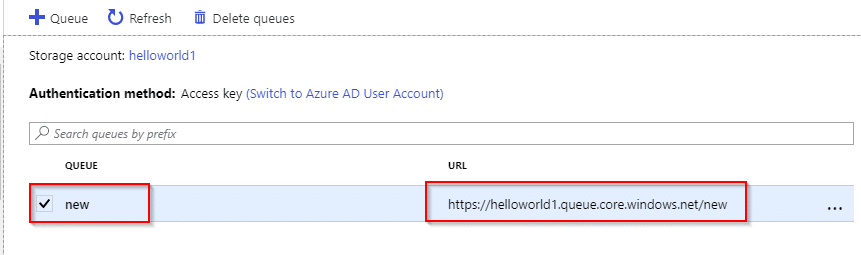 Queue Refresh Delete queues
Storage account: helloworld1
Authentication method: Access key (Switch to Azure AD User Account)
Search queues by prefix
QUEUE URL
new https://helloworld1.queue.core.windows.net/new ...